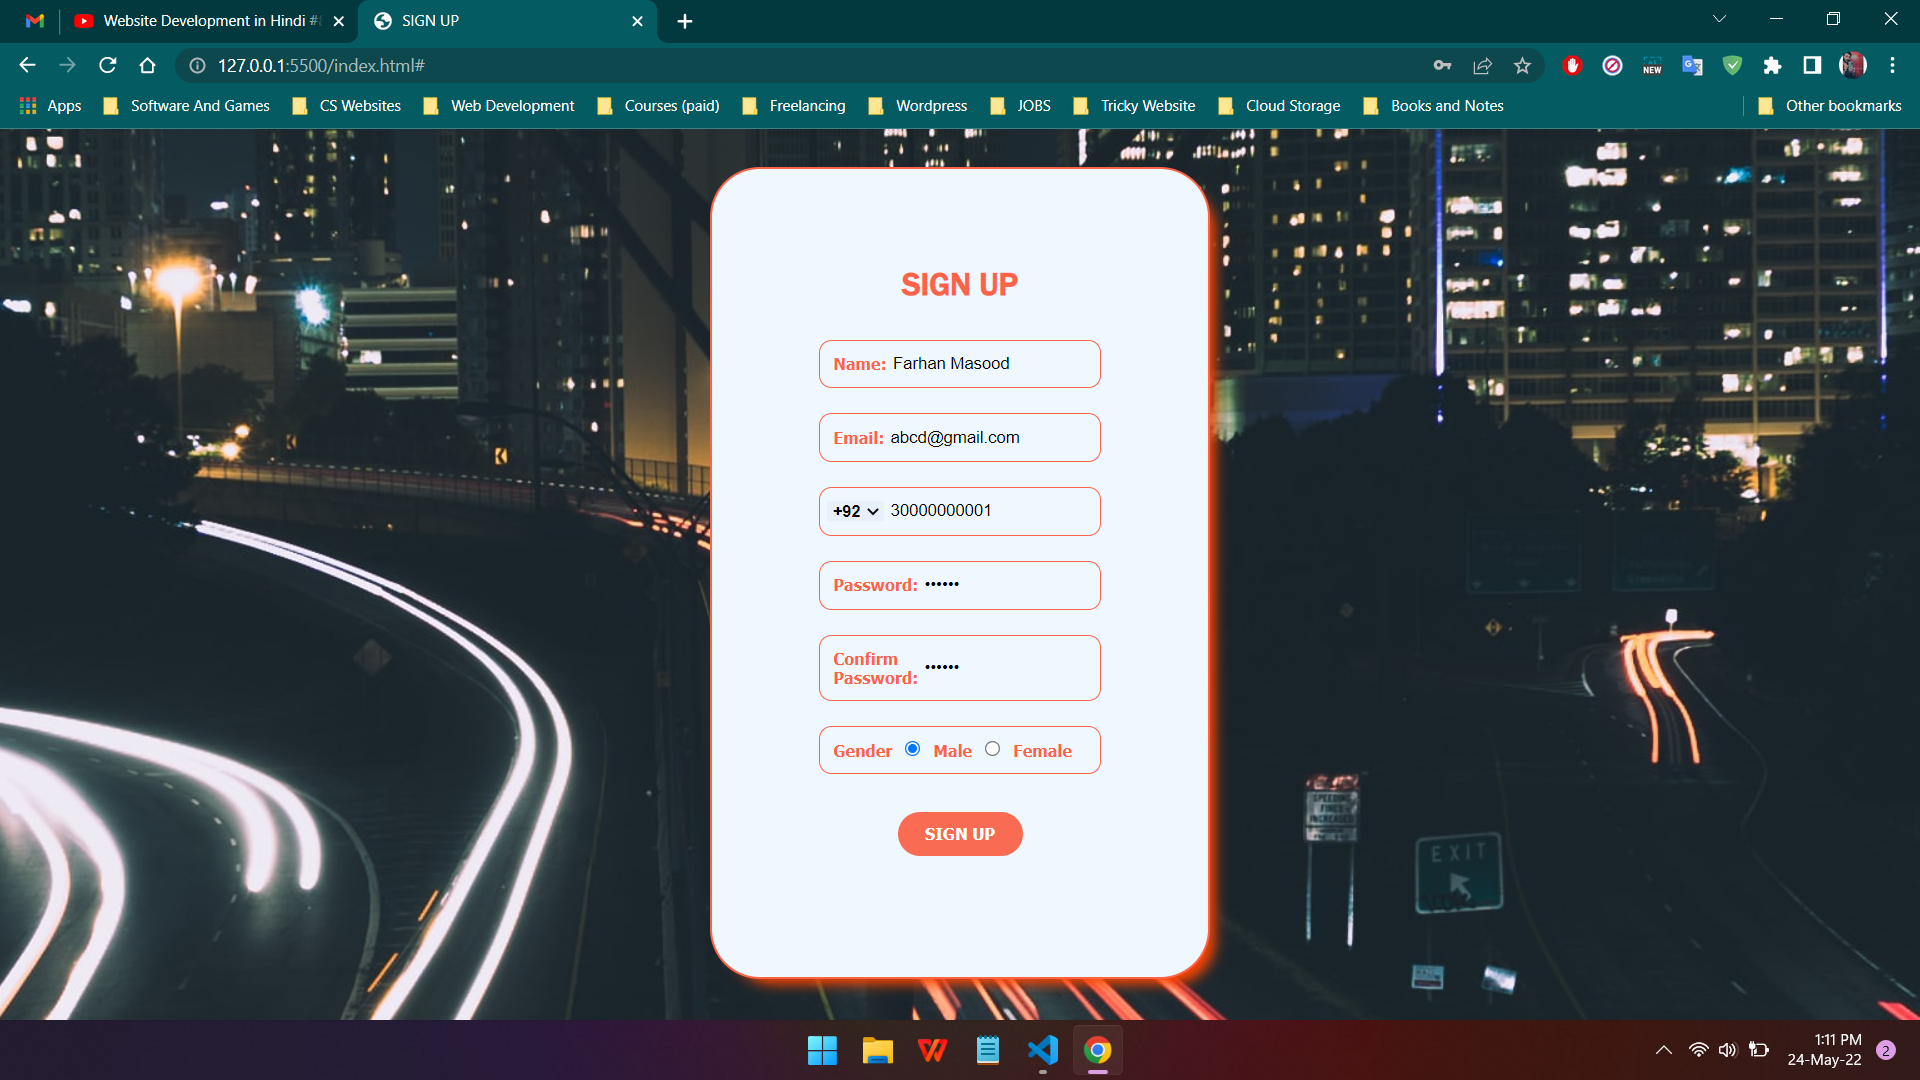 Website Development in Hindi #
SIGN UP
127.0.0.1:5500/index.html#
NEW
Apps
Software And Games
CS Websites
Web Development
Courses (paid)
Freelancing
Wordpress
JOBS
Tricky Website
Cloud Storage
Books and Notes
Other bookmarks
SIGN UP
Name: Farhan Masood
Email: abcd@gmail.com
+92 30000000001
Password: ••••••
Confirm
Password: ••••••
Gender Male Female
SIGN UP
SPEEDING
FINES
INCREASED
EXIT
1:11 PM
24-May-22
2